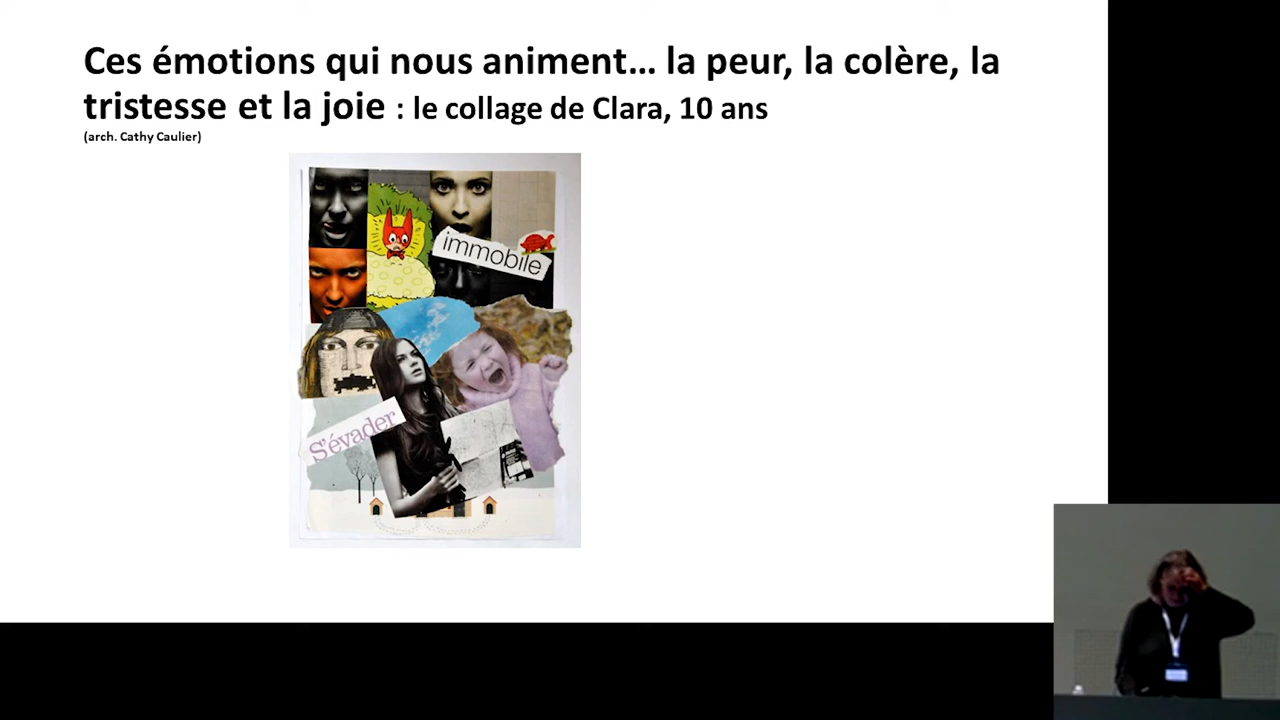 Ces émotions qui nous animent… la peur, la colère, la
tristesse et la joie : le collage de Clara, 10 ans
(arch. Cathy Caulier)
immobile
S'évader